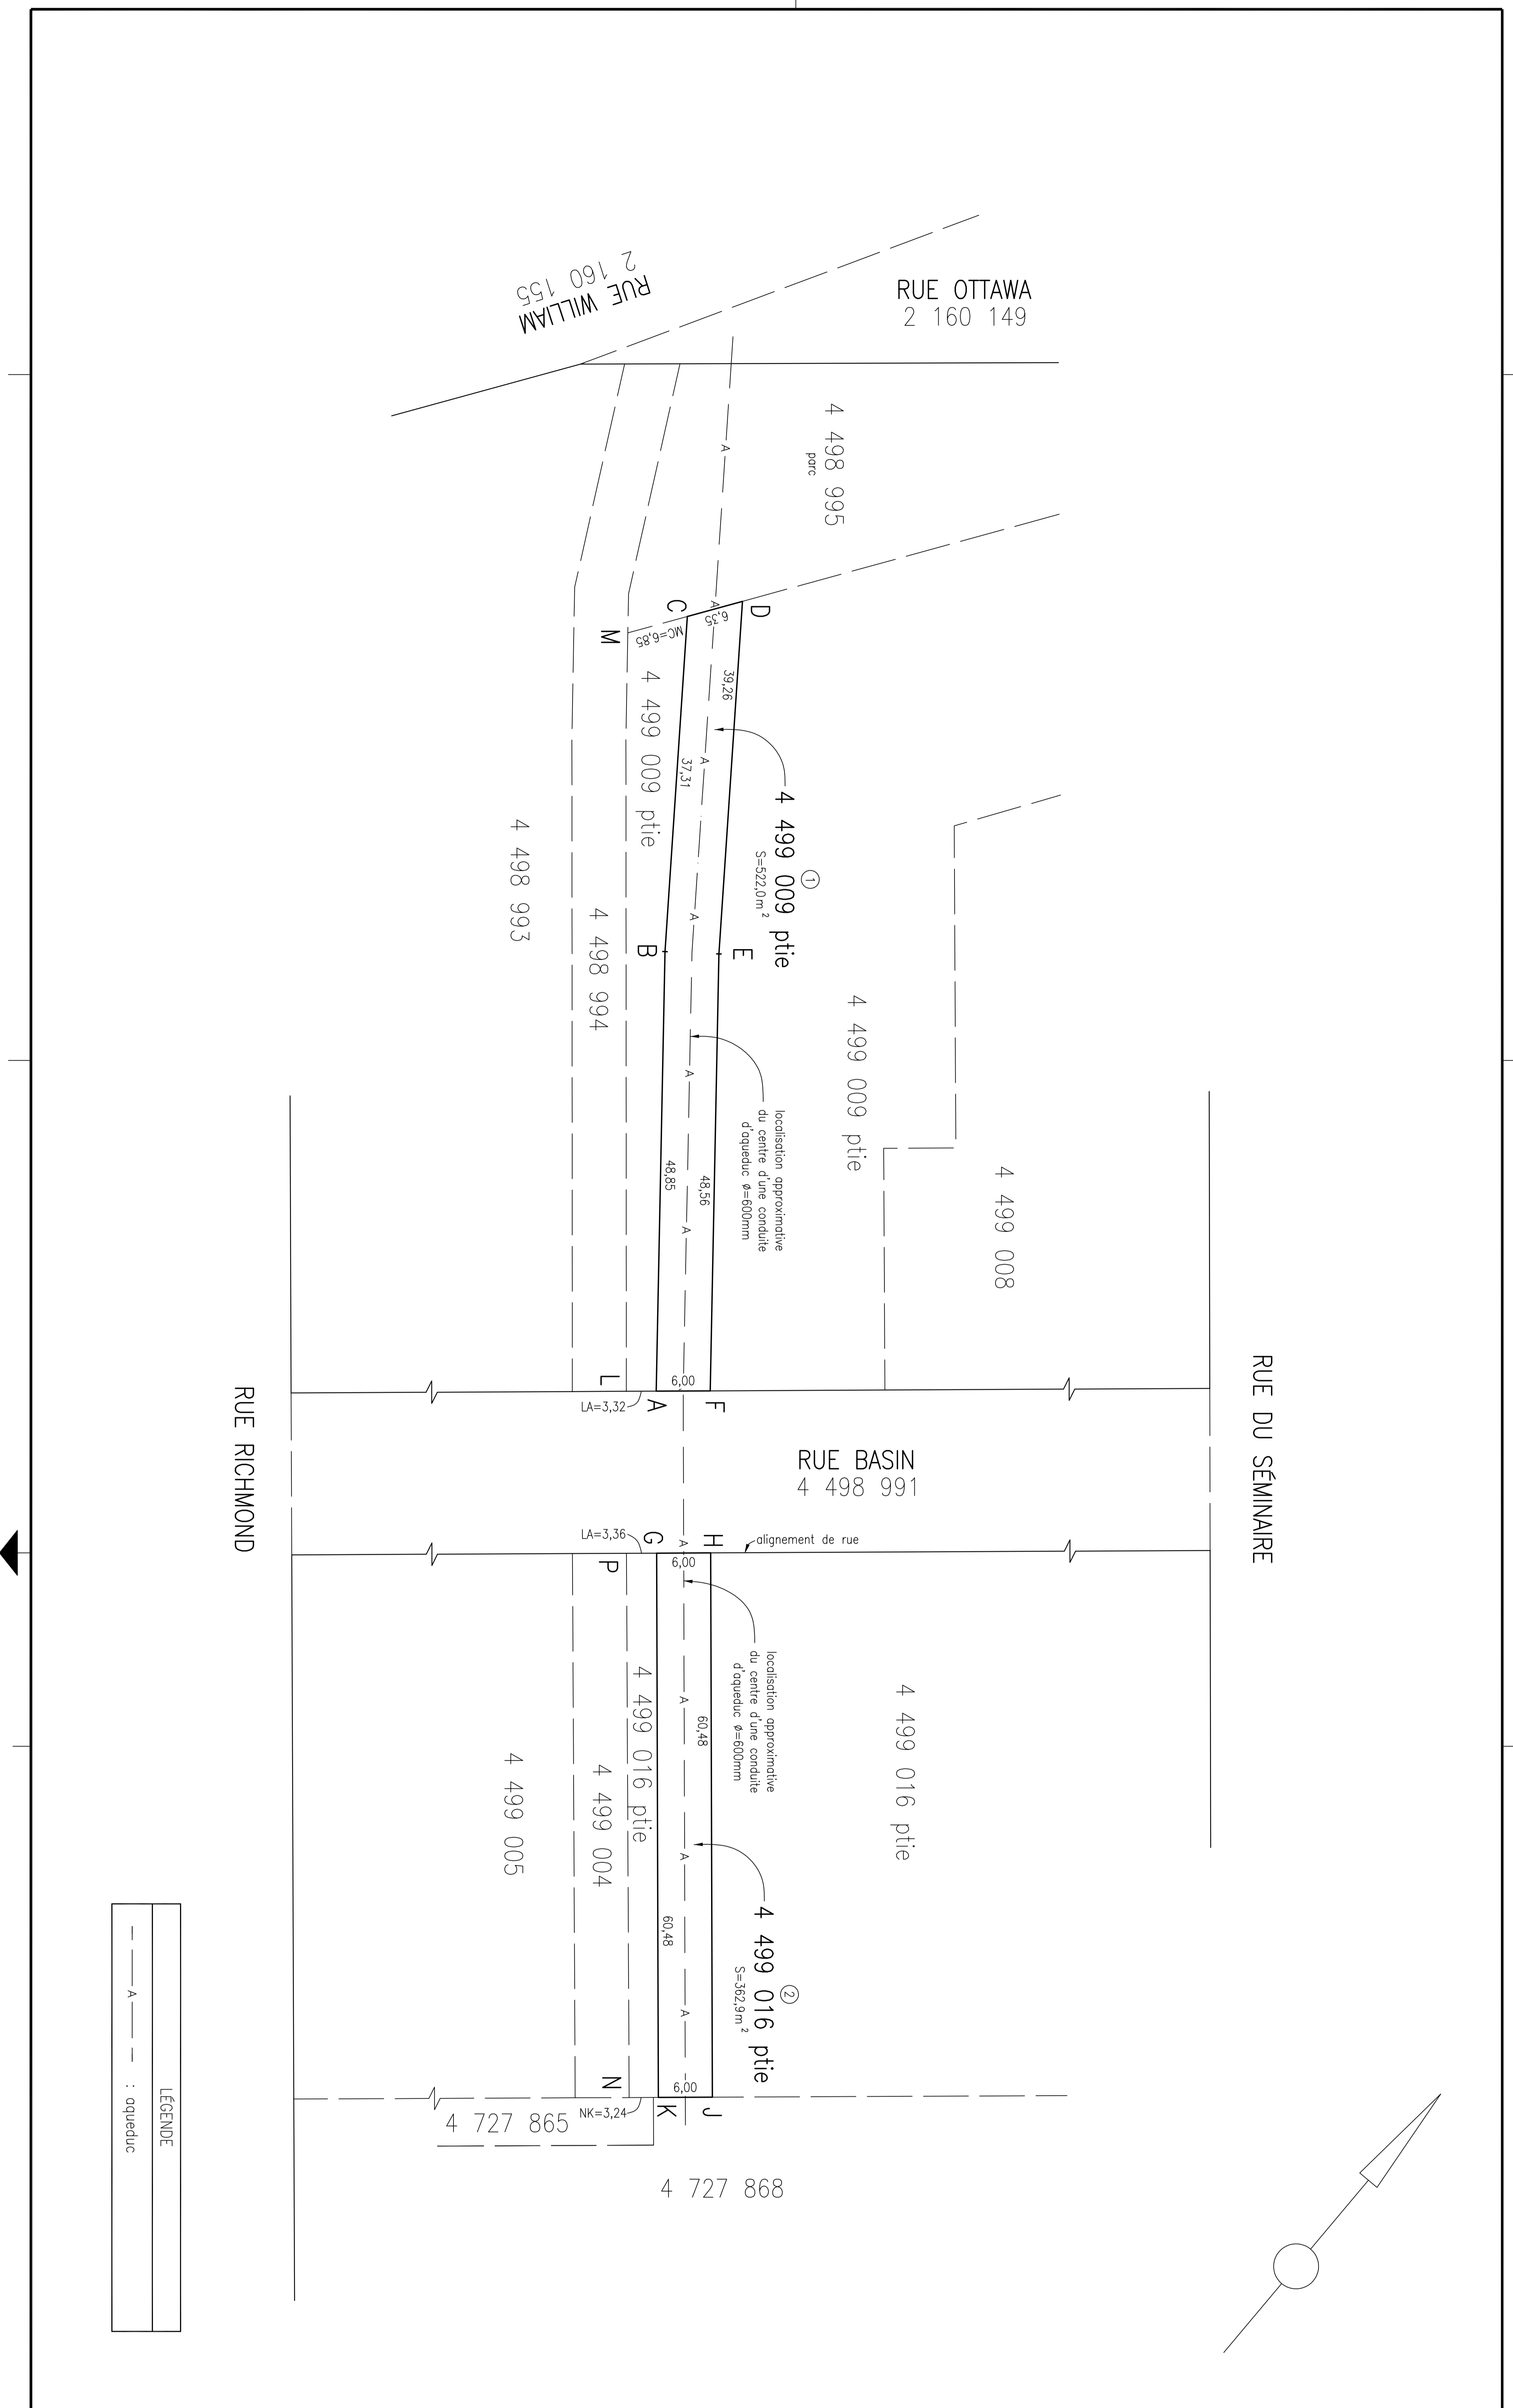 RUE WILLIAM
2 160 155
RUE OTTAWA
2 160 149
4 498 995
parc
C
D
M
A
6,35
MC=6,85
39,26
4 499 009 ptie
37,31
A
A
1
4 499 009 ptie
S=522,0m²
4 498 993
4 498 994
B
E
A
4 499 009 ptie
A
localisation approximative
du centre d'une conduite
d'aqueduc ø=600mm
48,85
48,56
A
4 499 008
L
6,00
LA=3,32
A
F
RUE RICHMOND
RUE DU SÉMINAIRE
RUE BASIN
4 498 991
LA=3,36
G
H
A
alignement de rue
P
6,00
localisation approximative
du centre d'une conduite
d'aqueduc ø=600mm
4 499 016 ptie
A
60,48
4 499 016 ptie
4 499 005
4 499 004
A
60,48
2
4 499 016 ptie
S=362,9m²
A
N
6,00
NK=3,24
K
J
4 727 865
4 727 868
LÉGENDE
A : aqueduc